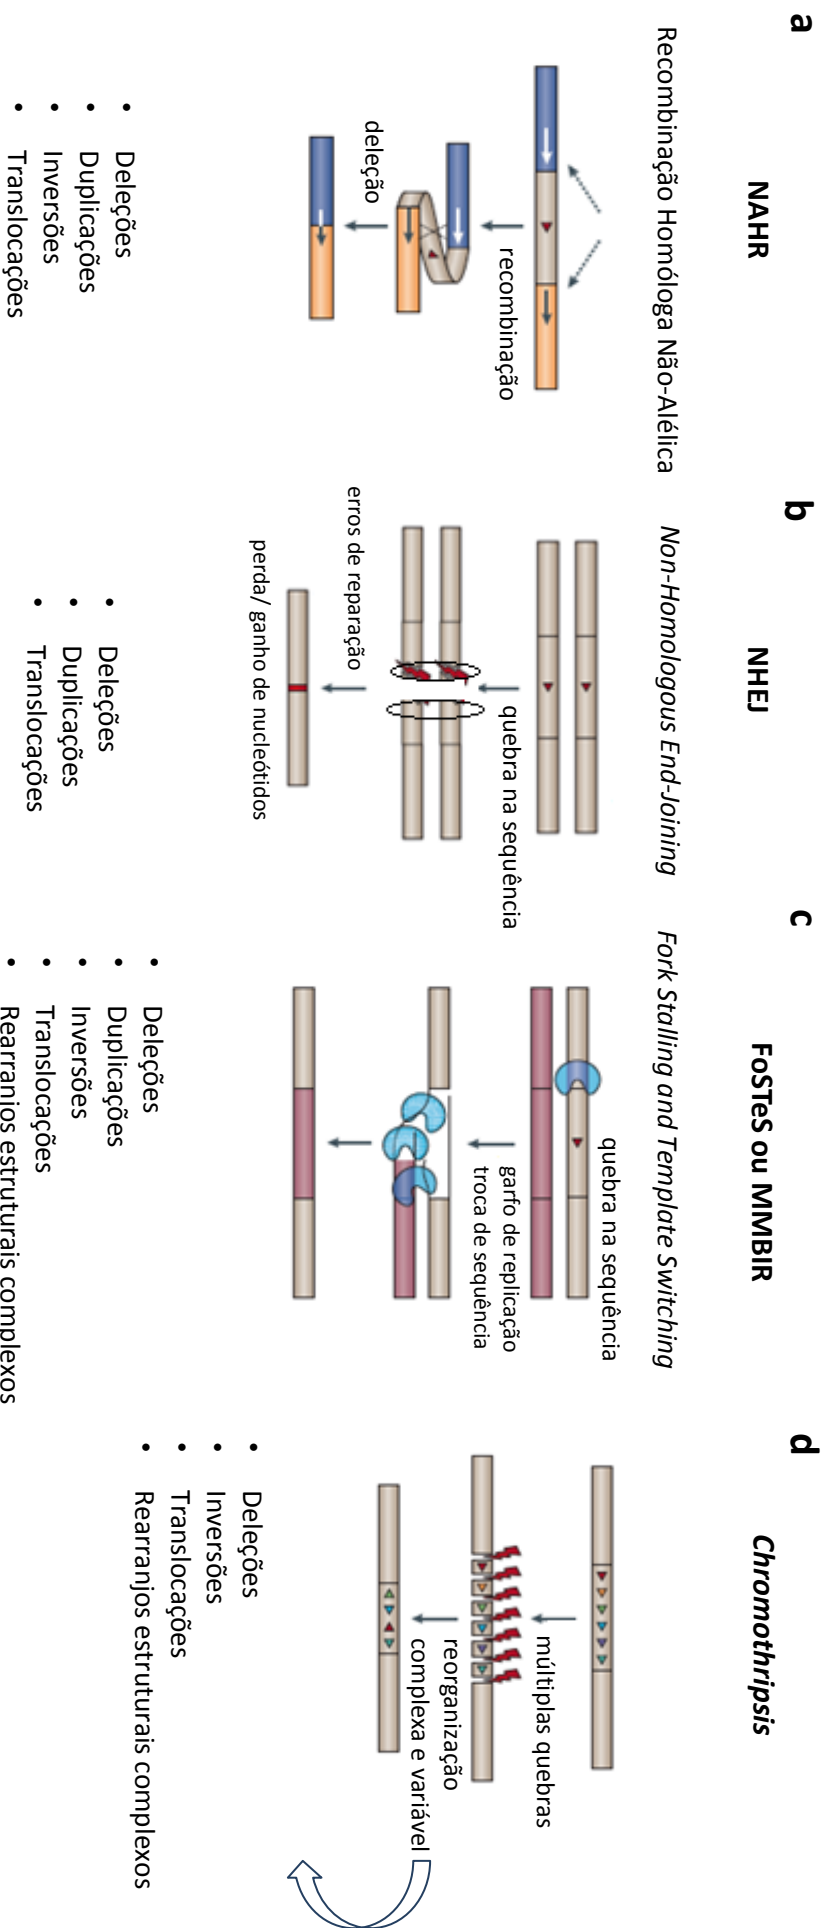 a
NAHR
Recombinação Homóloga Não-Alélica
recombinação
deleção
• Deleções
• Duplicações
• Inversões
• Translocações
b
NHEJ
Non-Homologous End-Joining
quebra na sequência
erros de reparação
perda/ ganho de nucleótidos
• Deleções
• Duplicações
• Translocações
c
FoSTeS ou MMBIR
Fork Stalling and Template Switching
quebra na sequência
garfo de replicação
troca de sequência
• Deleções
• Duplicações
• Inversões
• Translocações
• Rearranjos estruturais complexos
d
Chromothripsis
múltiplas quebras
reorganização
complexa e variável
• Deleções
• Inversões
• Translocações
• Rearranjos estruturais complexos